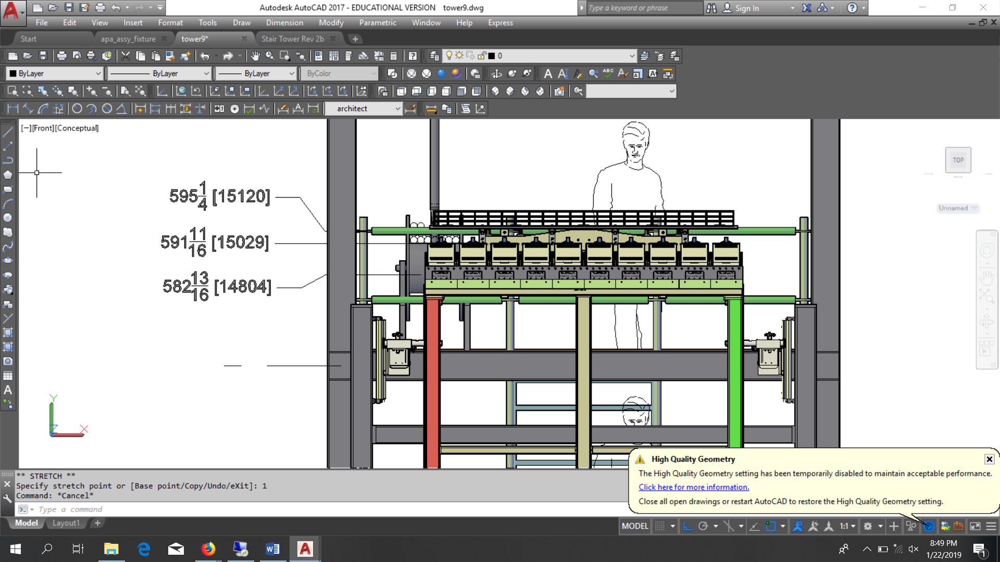 Autodesk AutoCAD 2017 - EDUCATIONAL VERSION tower9.dwg
Type a keyword or phrase
Sign In
File Edit View Insert Format Tools Draw Dimension Modify Parametric Window Help Express
Start apa_assy_fixture tower9* Stair Tower Rev 2b
0
ByLayer ByLayer ByLayer ByColor
architect
[−][Front][Conceptual]
TOP
Unnamed
595 1/4 [15120]
591 11/16 [15029]
582 13/16 [14804]
Y
X
Z
High Quality Geometry
The High Quality Geometry setting has been temporarily disabled to maintain acceptable performance.
Click here for more information.
Close all open drawings or restart AutoCAD to restore the High Quality Geometry setting.
** STRETCH **
Specify stretch point or [Base point/Copy/Undo/eXit]: 1
Command: *Cancel*
Type a command
Model Layout1
MODEL
1:1
8:49 PM
1/22/2019
1